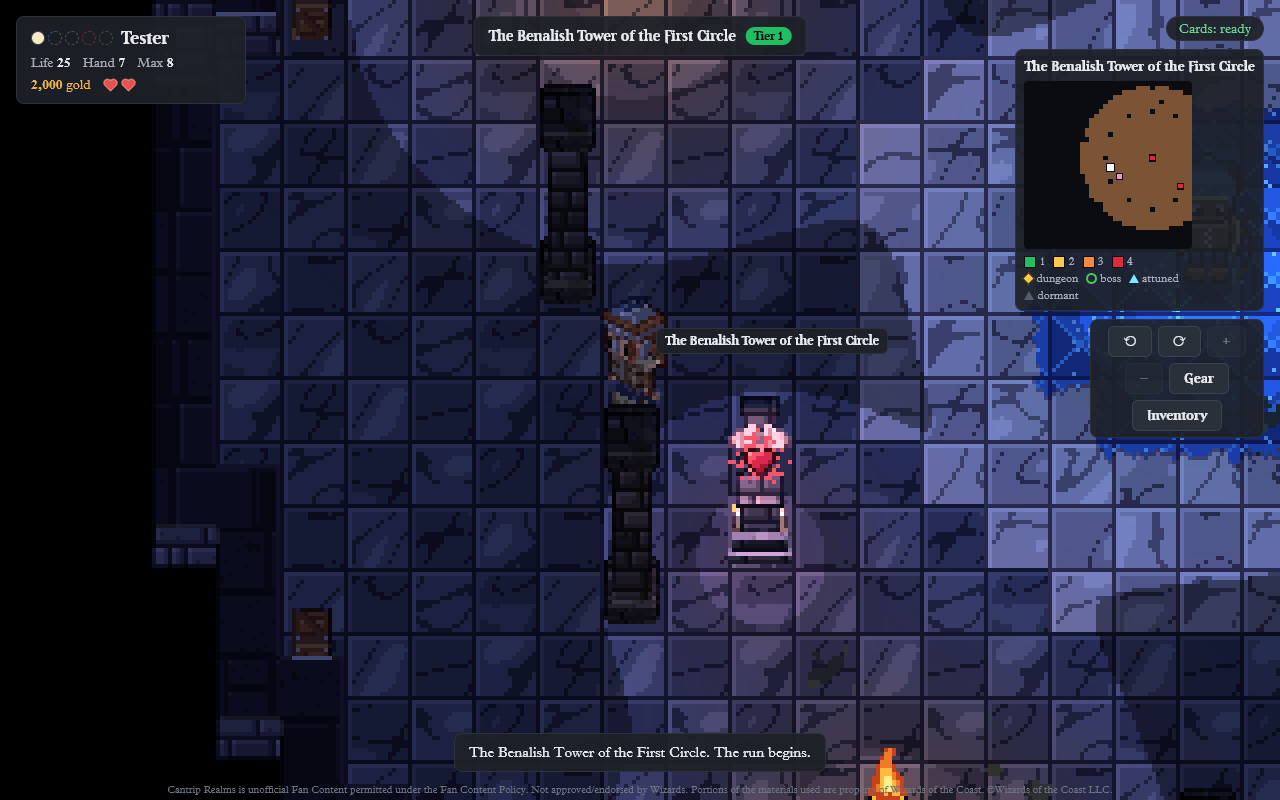 Tester
Life 25 Hand 7 Max 8
2,000 gold
The Benalish Tower of the First Circle Tier 1
Cards: ready
The Benalish Tower of the First Circle
1 2 3 4
dungeon boss attuned
dormant
+
−
Gear
Inventory
The Benalish Tower of the First Circle
The Benalish Tower of the First Circle. The run begins.
Cantrip Realms is unofficial Fan Content permitted under the Fan Content Policy. Not approved/endorsed by Wizards. Portions of the materials used are property of Wizards of the Coast. ©Wizards of the Coast LLC.